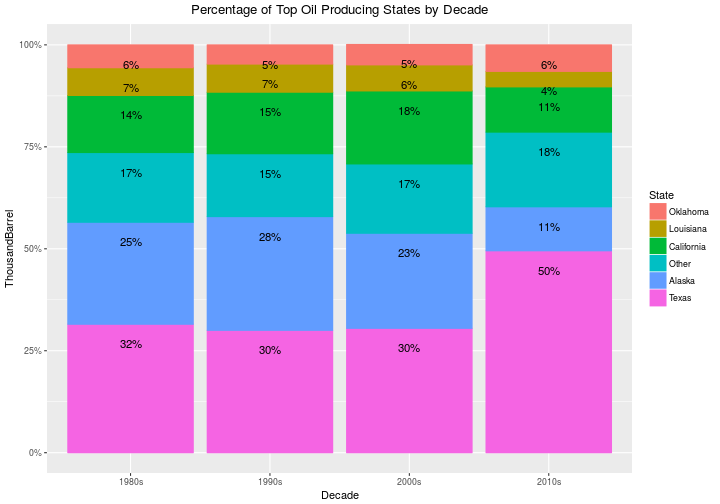 Percentage of Top Oil Producing States by Decade
ThousandBarrel
100%
75%
50%
25%
0%
6% 5% 5% 6%
7% 7% 6% 4%
14% 15% 18% 11%
17% 15% 17% 18%
25% 28% 23% 11%
32% 30% 30% 50%
1980s 1990s 2000s 2010s
Decade
State
Oklahoma
Louisiana
California
Other
Alaska
Texas